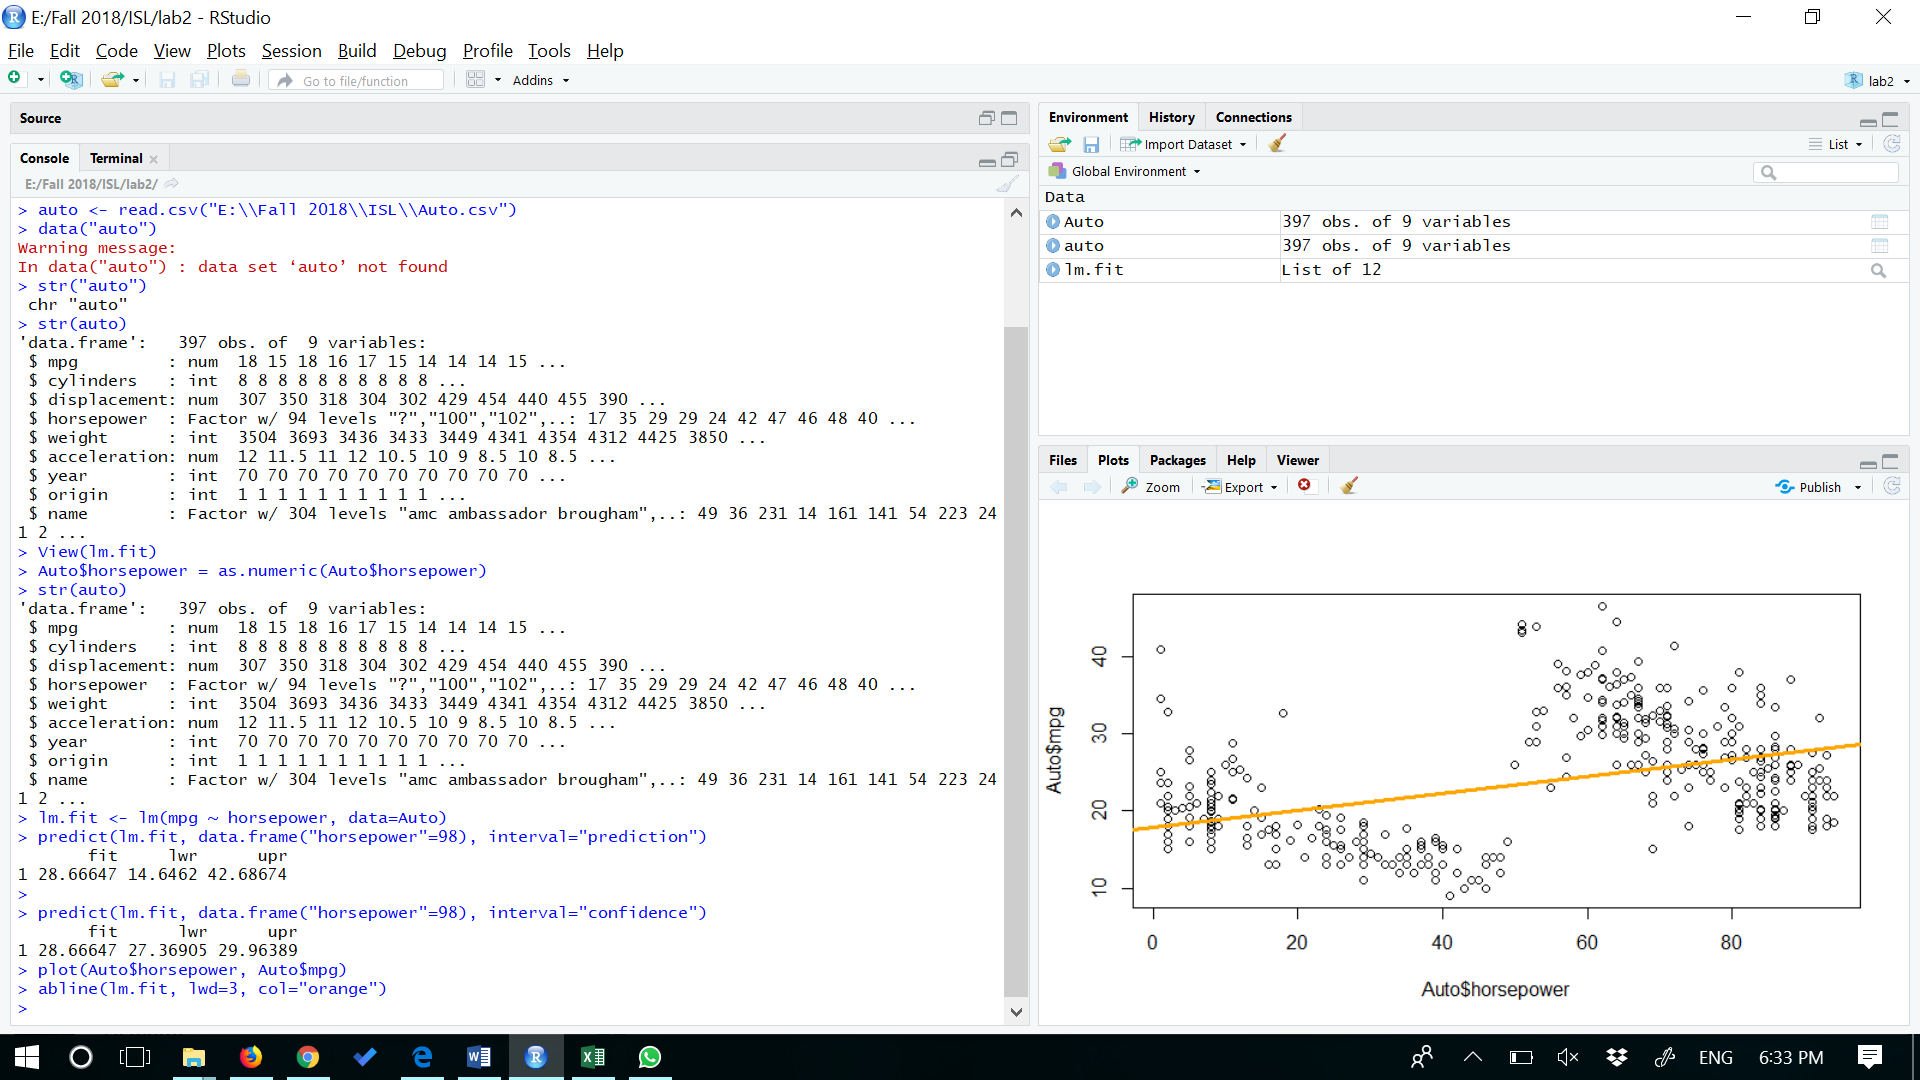 E:/Fall 2018/ISL/lab2 - RStudio
File Edit Code View Plots Session Build Debug Profile Tools Help
Go to file/function Addins lab2
Source
Console Terminal
E:/Fall 2018/ISL/lab2/
> auto <- read.csv("E:\\Fall 2018\\ISL\\Auto.csv")
> data("auto")
Warning message:
In data("auto") : data set ‘auto’ not found
> str("auto")
 chr "auto"
> str(auto)
'data.frame':   397 obs. of  9 variables:
 $ mpg         : num  18 15 18 16 17 15 14 14 14 15 ...
 $ cylinders   : int  8 8 8 8 8 8 8 8 8 8 ...
 $ displacement: num  307 350 318 304 302 429 454 440 455 390 ...
 $ horsepower  : Factor w/ 94 levels "?","100","102",..: 17 35 29 29 24 42 47 46 48 40 ...
 $ weight      : int  3504 3693 3436 3433 3449 4341 4354 4312 4425 3850 ...
 $ acceleration: num  12 11.5 11 12 10.5 10 9 8.5 10 8.5 ...
 $ year        : int  70 70 70 70 70 70 70 70 70 70 ...
 $ origin      : int  1 1 1 1 1 1 1 1 1 1 ...
 $ name        : Factor w/ 304 levels "amc ambassador brougham",..: 49 36 231 14 161 141 54 223 24
1 2 ...
> View(lm.fit)
> Auto$horsepower = as.numeric(Auto$horsepower)
> str(auto)
'data.frame':   397 obs. of  9 variables:
 $ mpg         : num  18 15 18 16 17 15 14 14 14 15 ...
 $ cylinders   : int  8 8 8 8 8 8 8 8 8 8 ...
 $ displacement: num  307 350 318 304 302 429 454 440 455 390 ...
 $ horsepower  : Factor w/ 94 levels "?","100","102",..: 17 35 29 29 24 42 47 46 48 40 ...
 $ weight      : int  3504 3693 3436 3433 3449 4341 4354 4312 4425 3850 ...
 $ acceleration: num  12 11.5 11 12 10.5 10 9 8.5 10 8.5 ...
 $ year        : int  70 70 70 70 70 70 70 70 70 70 ...
 $ origin      : int  1 1 1 1 1 1 1 1 1 1 ...
 $ name        : Factor w/ 304 levels "amc ambassador brougham",..: 49 36 231 14 161 141 54 223 24
1 2 ...
> lm.fit <- lm(mpg ~ horsepower, data=Auto)
> predict(lm.fit, data.frame("horsepower"=98), interval="prediction")
       fit     lwr      upr
1 28.66647 14.6462 42.68674
>
> predict(lm.fit, data.frame("horsepower"=98), interval="confidence")
       fit      lwr      upr
1 28.66647 27.36905 29.96389
> plot(Auto$horsepower, Auto$mpg)
> abline(lm.fit, lwd=3, col="orange")
>
Environment History Connections
Import Dataset List
Global Environment
Data
Auto 397 obs. of 9 variables
auto 397 obs. of 9 variables
lm.fit List of 12
Files Plots Packages Help Viewer
Zoom Export Publish
Auto$mpg
40
30
20
10
0 20 40 60 80
Auto$horsepower
ENG 6:33 PM